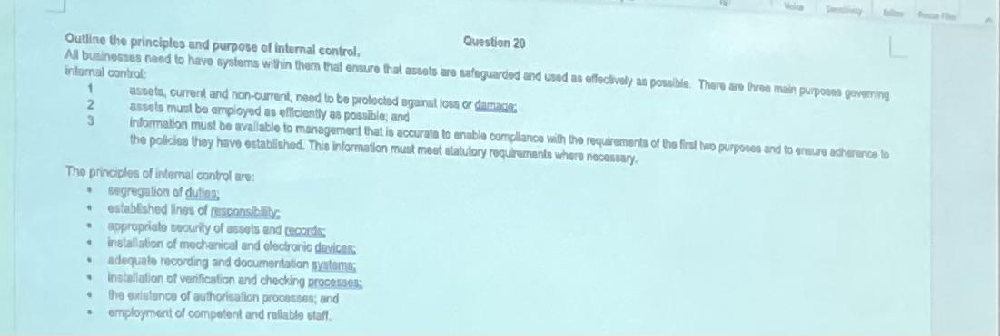 Voice Sensitivity Editor
Question 20
Outline the principles and purpose of internal control.
All businesses need to have systems within them that ensure that assets are safeguarded and used as effectively as possible. There are three main purposes governing
internal control:
1 assets, current and non-current, need to be protected against loss or damage;
2 assets must be employed as efficiently as possible; and
3 information must be available to management that is accurate to enable compliance with the requirements of the first two purposes and to ensure adherence to
the policies they have established. This information must meet statutory requirements where necessary.
The principles of internal control are:
• segregation of duties;
• established lines of responsibility;
• appropriate security of assets and records;
• installation of mechanical and electronic devices;
• adequate recording and documentation systems;
• installation of verification and checking processes;
• the existence of authorisation processes; and
• employment of competent and reliable staff.